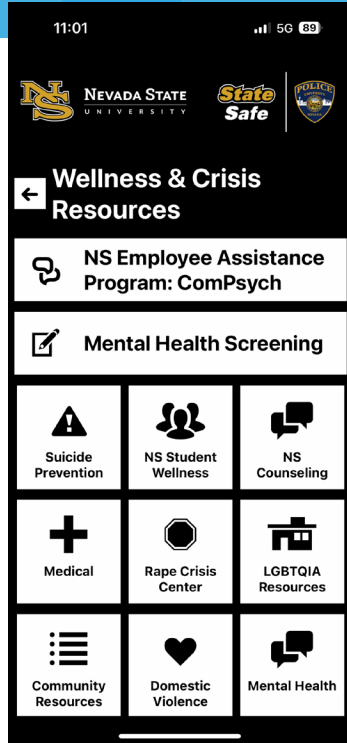 11:01
5G 89
NS NEVADA STATE
UNIVERSITY
State
Safe
POLICE
Wellness & Crisis
Resources
NS Employee Assistance
Program: ComPsych
Mental Health Screening
Suicide
Prevention
NS Student
Wellness
NS
Counseling
Medical
Rape Crisis
Center
LGBTQIA
Resources
Community
Resources
Domestic
Violence
Mental Health